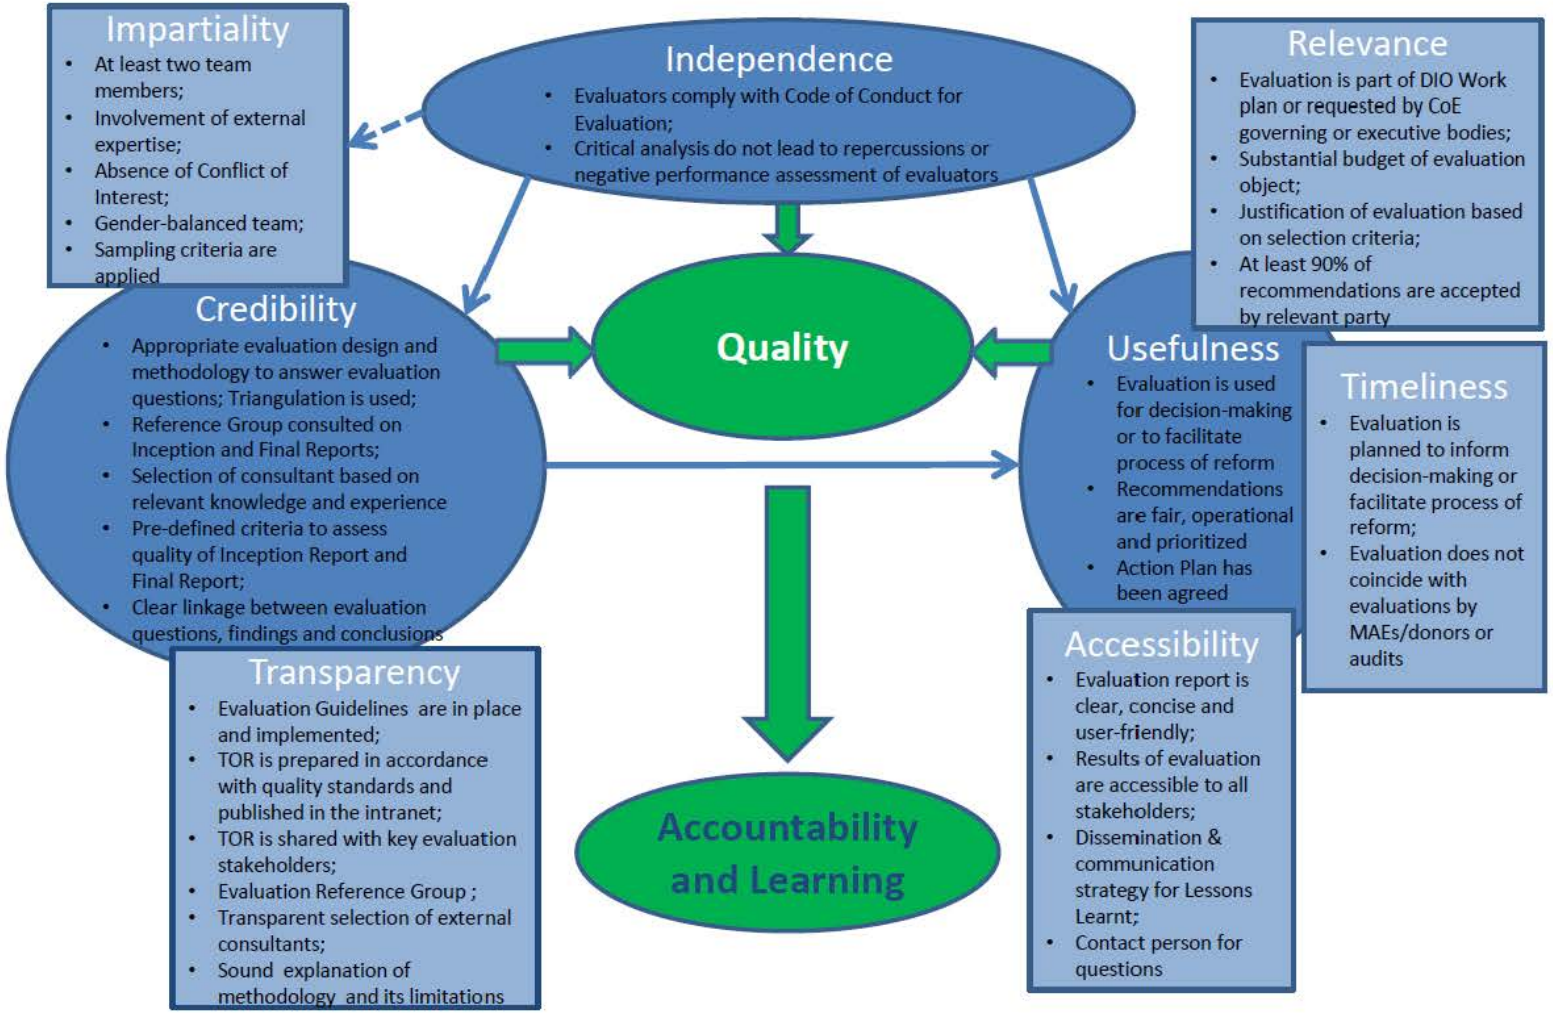 Impartiality
• At least two team
members;
• Involvement of external
expertise;
• Absence of Conflict of
Interest;
• Gender-balanced team;
• Sampling criteria are
applied
Independence
• Evaluators comply with Code of Conduct for
Evaluation;
• Critical analysis do not lead to repercussions or
negative performance assessment of evaluators
Relevance
• Evaluation is part of DIO Work
plan or requested by CoE
governing or executive bodies;
• Substantial budget of evaluation
object;
• Justification of evaluation based
on selection criteria;
• At least 90% of
recommendations are accepted
by relevant party
Credibility
• Appropriate evaluation design and
methodology to answer evaluation
questions; Triangulation is used;
• Reference Group consulted on
Inception and Final Reports;
• Selection of consultant based on
relevant knowledge and experience
• Pre-defined criteria to assess
quality of Inception Report and
Final Report;
• Clear linkage between evaluation
questions, findings and conclusions
Quality
Usefulness
• Evaluation is used
for decision-making
or to facilitate
process of reform
• Recommendations
are fair, operational
and prioritized
• Action Plan has
been agreed
Timeliness
• Evaluation is
planned to inform
decision-making or
facilitate process of
reform;
• Evaluation does not
coincide with
evaluations by
MAEs/donors or
audits
Transparency
• Evaluation Guidelines are in place
and implemented;
• TOR is prepared in accordance
with quality standards and
published in the intranet;
• TOR is shared with key evaluation
stakeholders;
• Evaluation Reference Group ;
• Transparent selection of external
consultants;
• Sound explanation of
methodology and its limitations
Accountability
and Learning
Accessibility
• Evaluation report is
clear, concise and
user-friendly;
• Results of evaluation
are accessible to all
stakeholders;
• Dissemination &
communication
strategy for Lessons
Learnt;
• Contact person for
questions